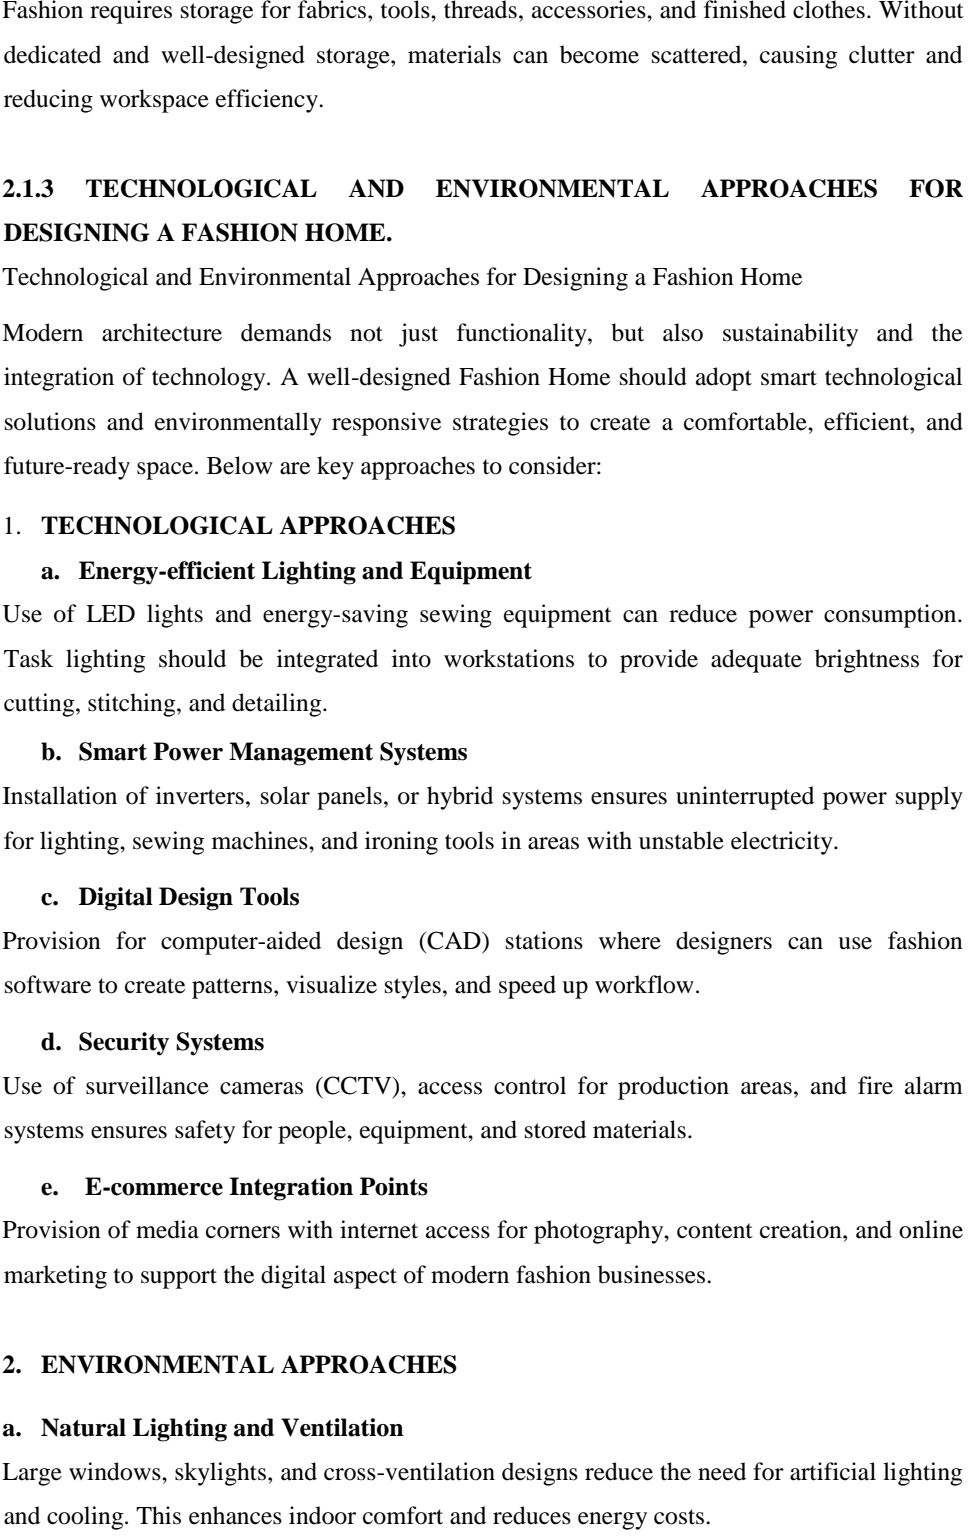 Fashion requires storage for fabrics, tools, threads, accessories, and finished clothes. Without
dedicated and well-designed storage, materials can become scattered, causing clutter and
reducing workspace efficiency.
2.1.3 TECHNOLOGICAL AND ENVIRONMENTAL APPROACHES FOR
DESIGNING A FASHION HOME.
Technological and Environmental Approaches for Designing a Fashion Home
Modern architecture demands not just functionality, but also sustainability and the
integration of technology. A well-designed Fashion Home should adopt smart technological
solutions and environmentally responsive strategies to create a comfortable, efficient, and
future-ready space. Below are key approaches to consider:
1. TECHNOLOGICAL APPROACHES
a. Energy-efficient Lighting and Equipment
Use of LED lights and energy-saving sewing equipment can reduce power consumption.
Task lighting should be integrated into workstations to provide adequate brightness for
cutting, stitching, and detailing.
b. Smart Power Management Systems
Installation of inverters, solar panels, or hybrid systems ensures uninterrupted power supply
for lighting, sewing machines, and ironing tools in areas with unstable electricity.
c. Digital Design Tools
Provision for computer-aided design (CAD) stations where designers can use fashion
software to create patterns, visualize styles, and speed up workflow.
d. Security Systems
Use of surveillance cameras (CCTV), access control for production areas, and fire alarm
systems ensures safety for people, equipment, and stored materials.
e. E-commerce Integration Points
Provision of media corners with internet access for photography, content creation, and online
marketing to support the digital aspect of modern fashion businesses.
2. ENVIRONMENTAL APPROACHES
a. Natural Lighting and Ventilation
Large windows, skylights, and cross-ventilation designs reduce the need for artificial lighting
and cooling. This enhances indoor comfort and reduces energy costs.